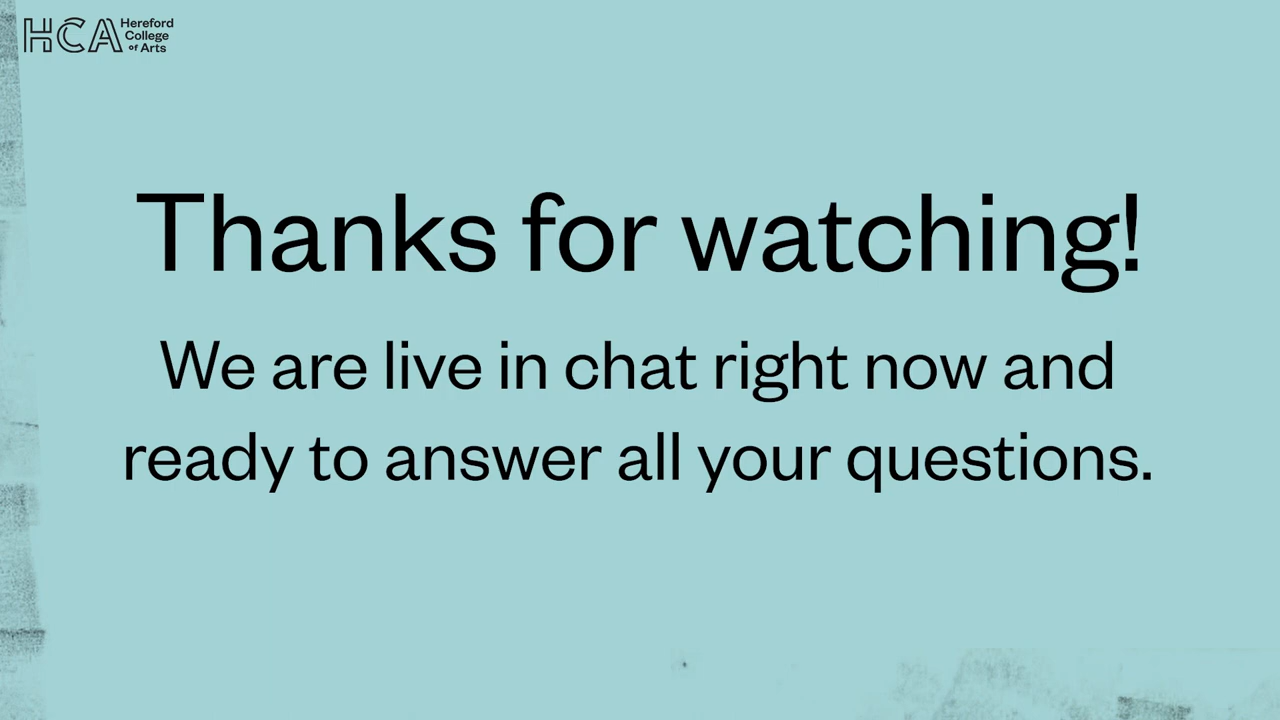 HCA
Hereford
College
of Arts
Thanks for watching!
We are live in chat right now and
ready to answer all your questions.